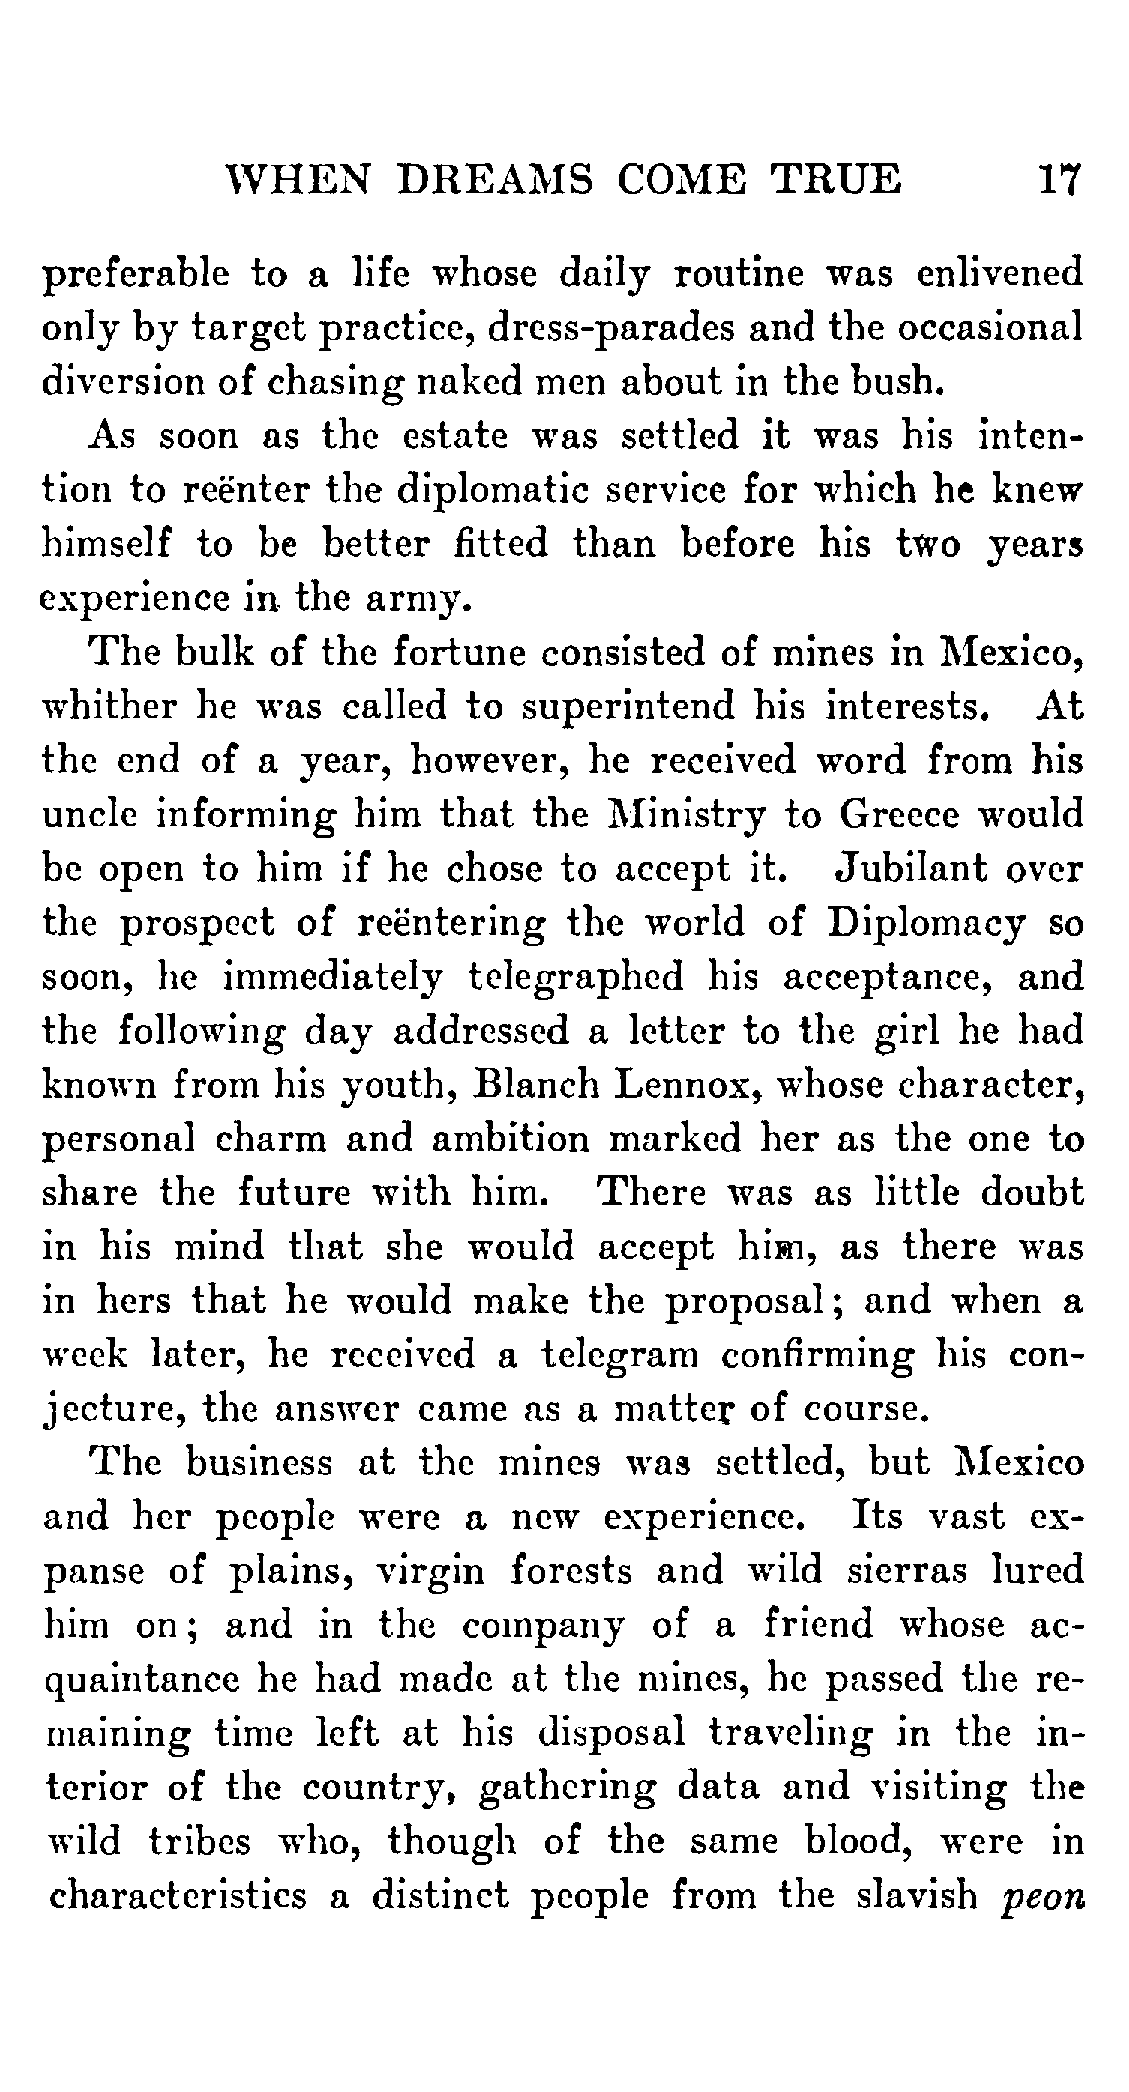 WHEN DREAMS COME TRUE 17
preferable to a life whose daily routine was enlivened
only by target practice, dress-parades and the occasional
diversion of chasing naked men about in the bush.
As soon as the estate was settled it was his inten-
tion to reënter the diplomatic service for which he knew
himself to be better fitted than before his two years
experience in the army.
The bulk of the fortune consisted of mines in Mexico,
whither he was called to superintend his interests. At
the end of a year, however, he received word from his
uncle informing him that the Ministry to Greece would
be open to him if he chose to accept it. Jubilant over
the prospect of reëntering the world of Diplomacy so
soon, he immediately telegraphed his acceptance, and
the following day addressed a letter to the girl he had
known from his youth, Blanch Lennox, whose character,
personal charm and ambition marked her as the one to
share the future with him. There was as little doubt
in his mind that she would accept him, as there was
in hers that he would make the proposal; and when a
week later, he received a telegram confirming his con-
jecture, the answer came as a matter of course.
The business at the mines was settled, but Mexico
and her people were a new experience. Its vast ex-
panse of plains, virgin forests and wild sierras lured
him on; and in the company of a friend whose ac-
quaintance he had made at the mines, he passed the re-
maining time left at his disposal traveling in the in-
terior of the country, gathering data and visiting the
wild tribes who, though of the same blood, were in
characteristics a distinct people from the slavish peon